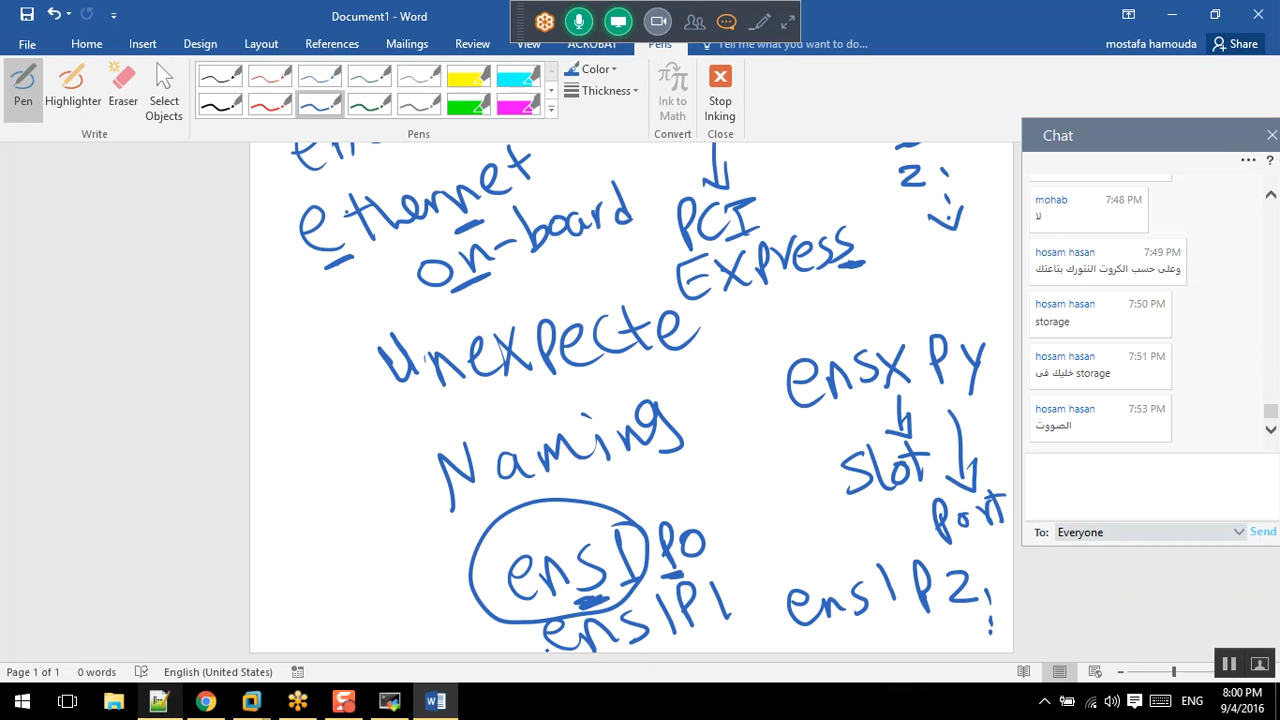 Document1 - Word
File Home Insert Design Layout References Mailings Review View ACROBAT Pens Tell me what you want to do... mostafa hamouda Share
Pen Highlighter Eraser Select Objects
Color
Thickness
Ink to Math
Stop Inking
Write Pens Convert Close
Chat
mohab 7:48 PM
لا
hosam hasan 7:49 PM
وعلى حسب الكروت النتورك بتاعتك
hosam hasan 7:50 PM
storage
hosam hasan 7:51 PM
خليك فى storage
hosam hasan 7:53 PM
الصووت
To: Everyone Send
2
ethernet
on-board
PCI
EXPress
Unexpecte
Naming
ensX PY
Slot
Port
ens1 P0
ens1P1
ens1P2
Page 1 of 1 0 words English (United States)
ENG 8:00 PM
9/4/2016